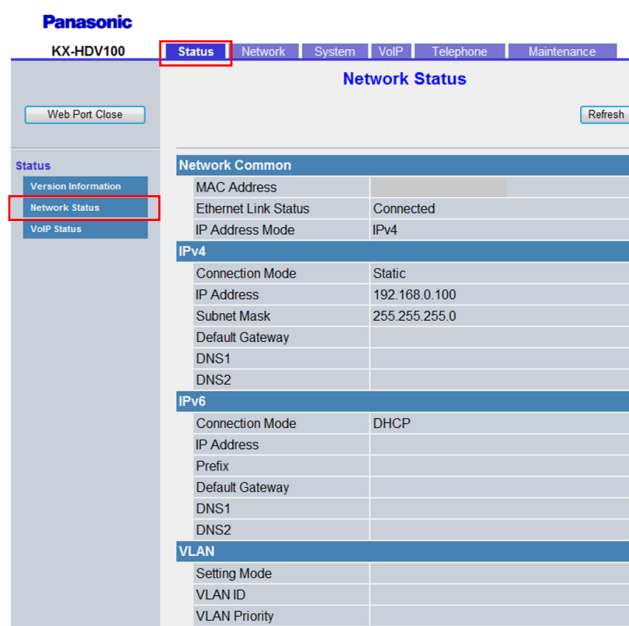 Panasonic
KX-HDV100
Status Network System VoIP Telephone Maintenance
Network Status
Web Port Close
Refresh
Status
Version Information
Network Status
VoIP Status
Network Common
MAC Address
Ethernet Link Status Connected
IP Address Mode IPv4
IPv4
Connection Mode Static
IP Address 192.168.0.100
Subnet Mask 255.255.255.0
Default Gateway
DNS1
DNS2
IPv6
Connection Mode DHCP
IP Address
Prefix
Default Gateway
DNS1
DNS2
VLAN
Setting Mode
VLAN ID
VLAN Priority